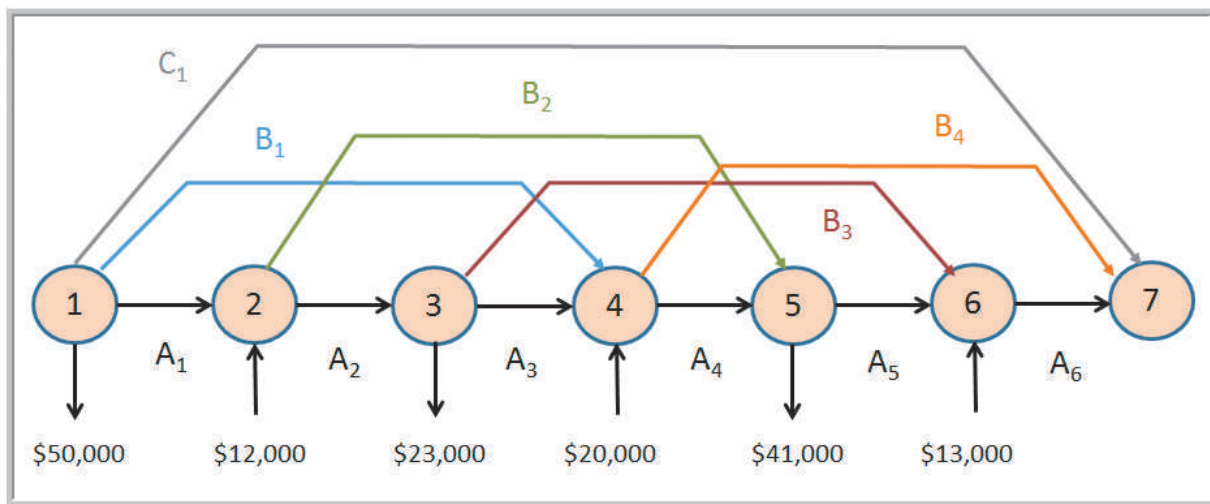 C₁
B₂
B₁
B₄
B₃
1
2
3
4
5
6
7
A₁
A₂
A₃
A₄
A₅
A₆
$50,000
$12,000
$23,000
$20,000
$41,000
$13,000